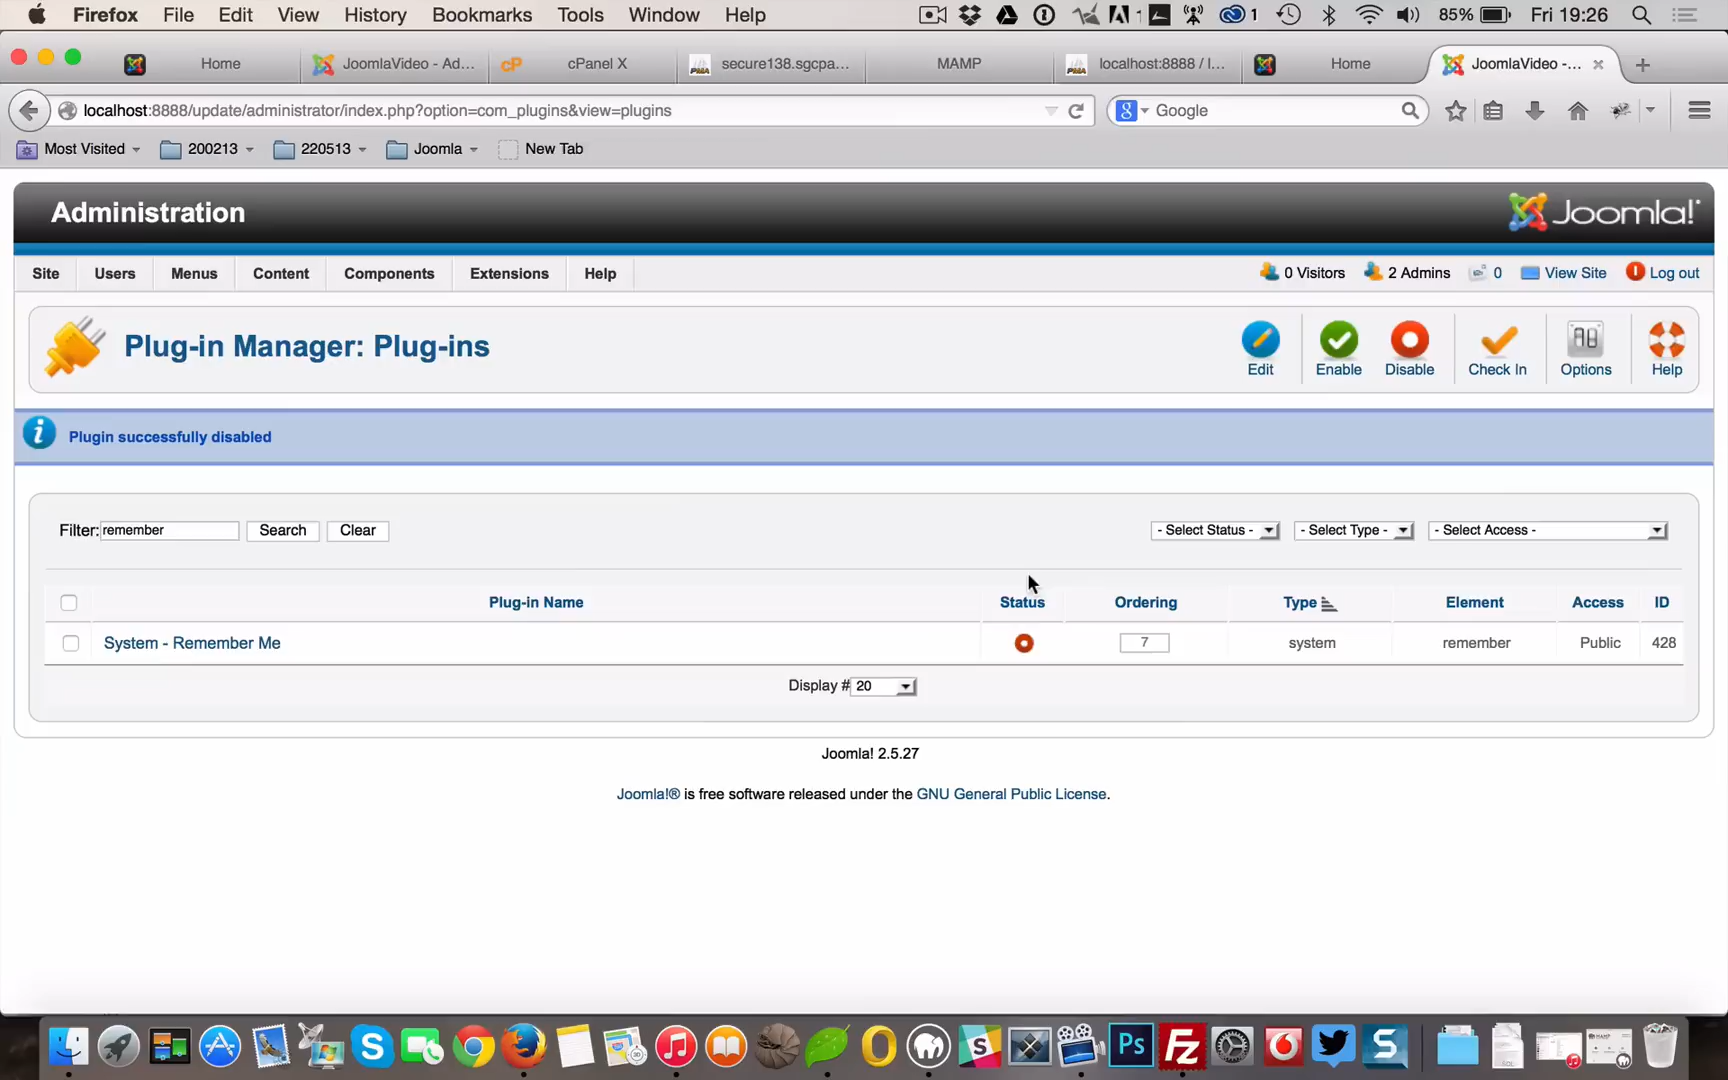 Firefox File Edit View History Bookmarks Tools Window Help 1 1 85% Fri 19:26
Home JoomlaVideo - Ad... cPanel X secure138.sgcpa... MAMP localhost:8888 / l... Home JoomlaVideo - ...
localhost:8888/update/administrator/index.php?option=com_plugins&view=plugins Google
Most Visited 200213 220513 Joomla New Tab
Administration Joomla!
Site Users Menus Content Components Extensions Help 0 Visitors 2 Admins 0 View Site Log out
Plug-in Manager: Plug-ins Edit Enable Disable Check In Options Help
Plugin successfully disabled
Filter: remember Search Clear - Select Status - - Select Type - - Select Access -
Plug-in Name Status Ordering Type Element Access ID
System - Remember Me 7 system remember Public 428
Display # 20
Joomla! 2.5.27
Joomla!® is free software released under the GNU General Public License.